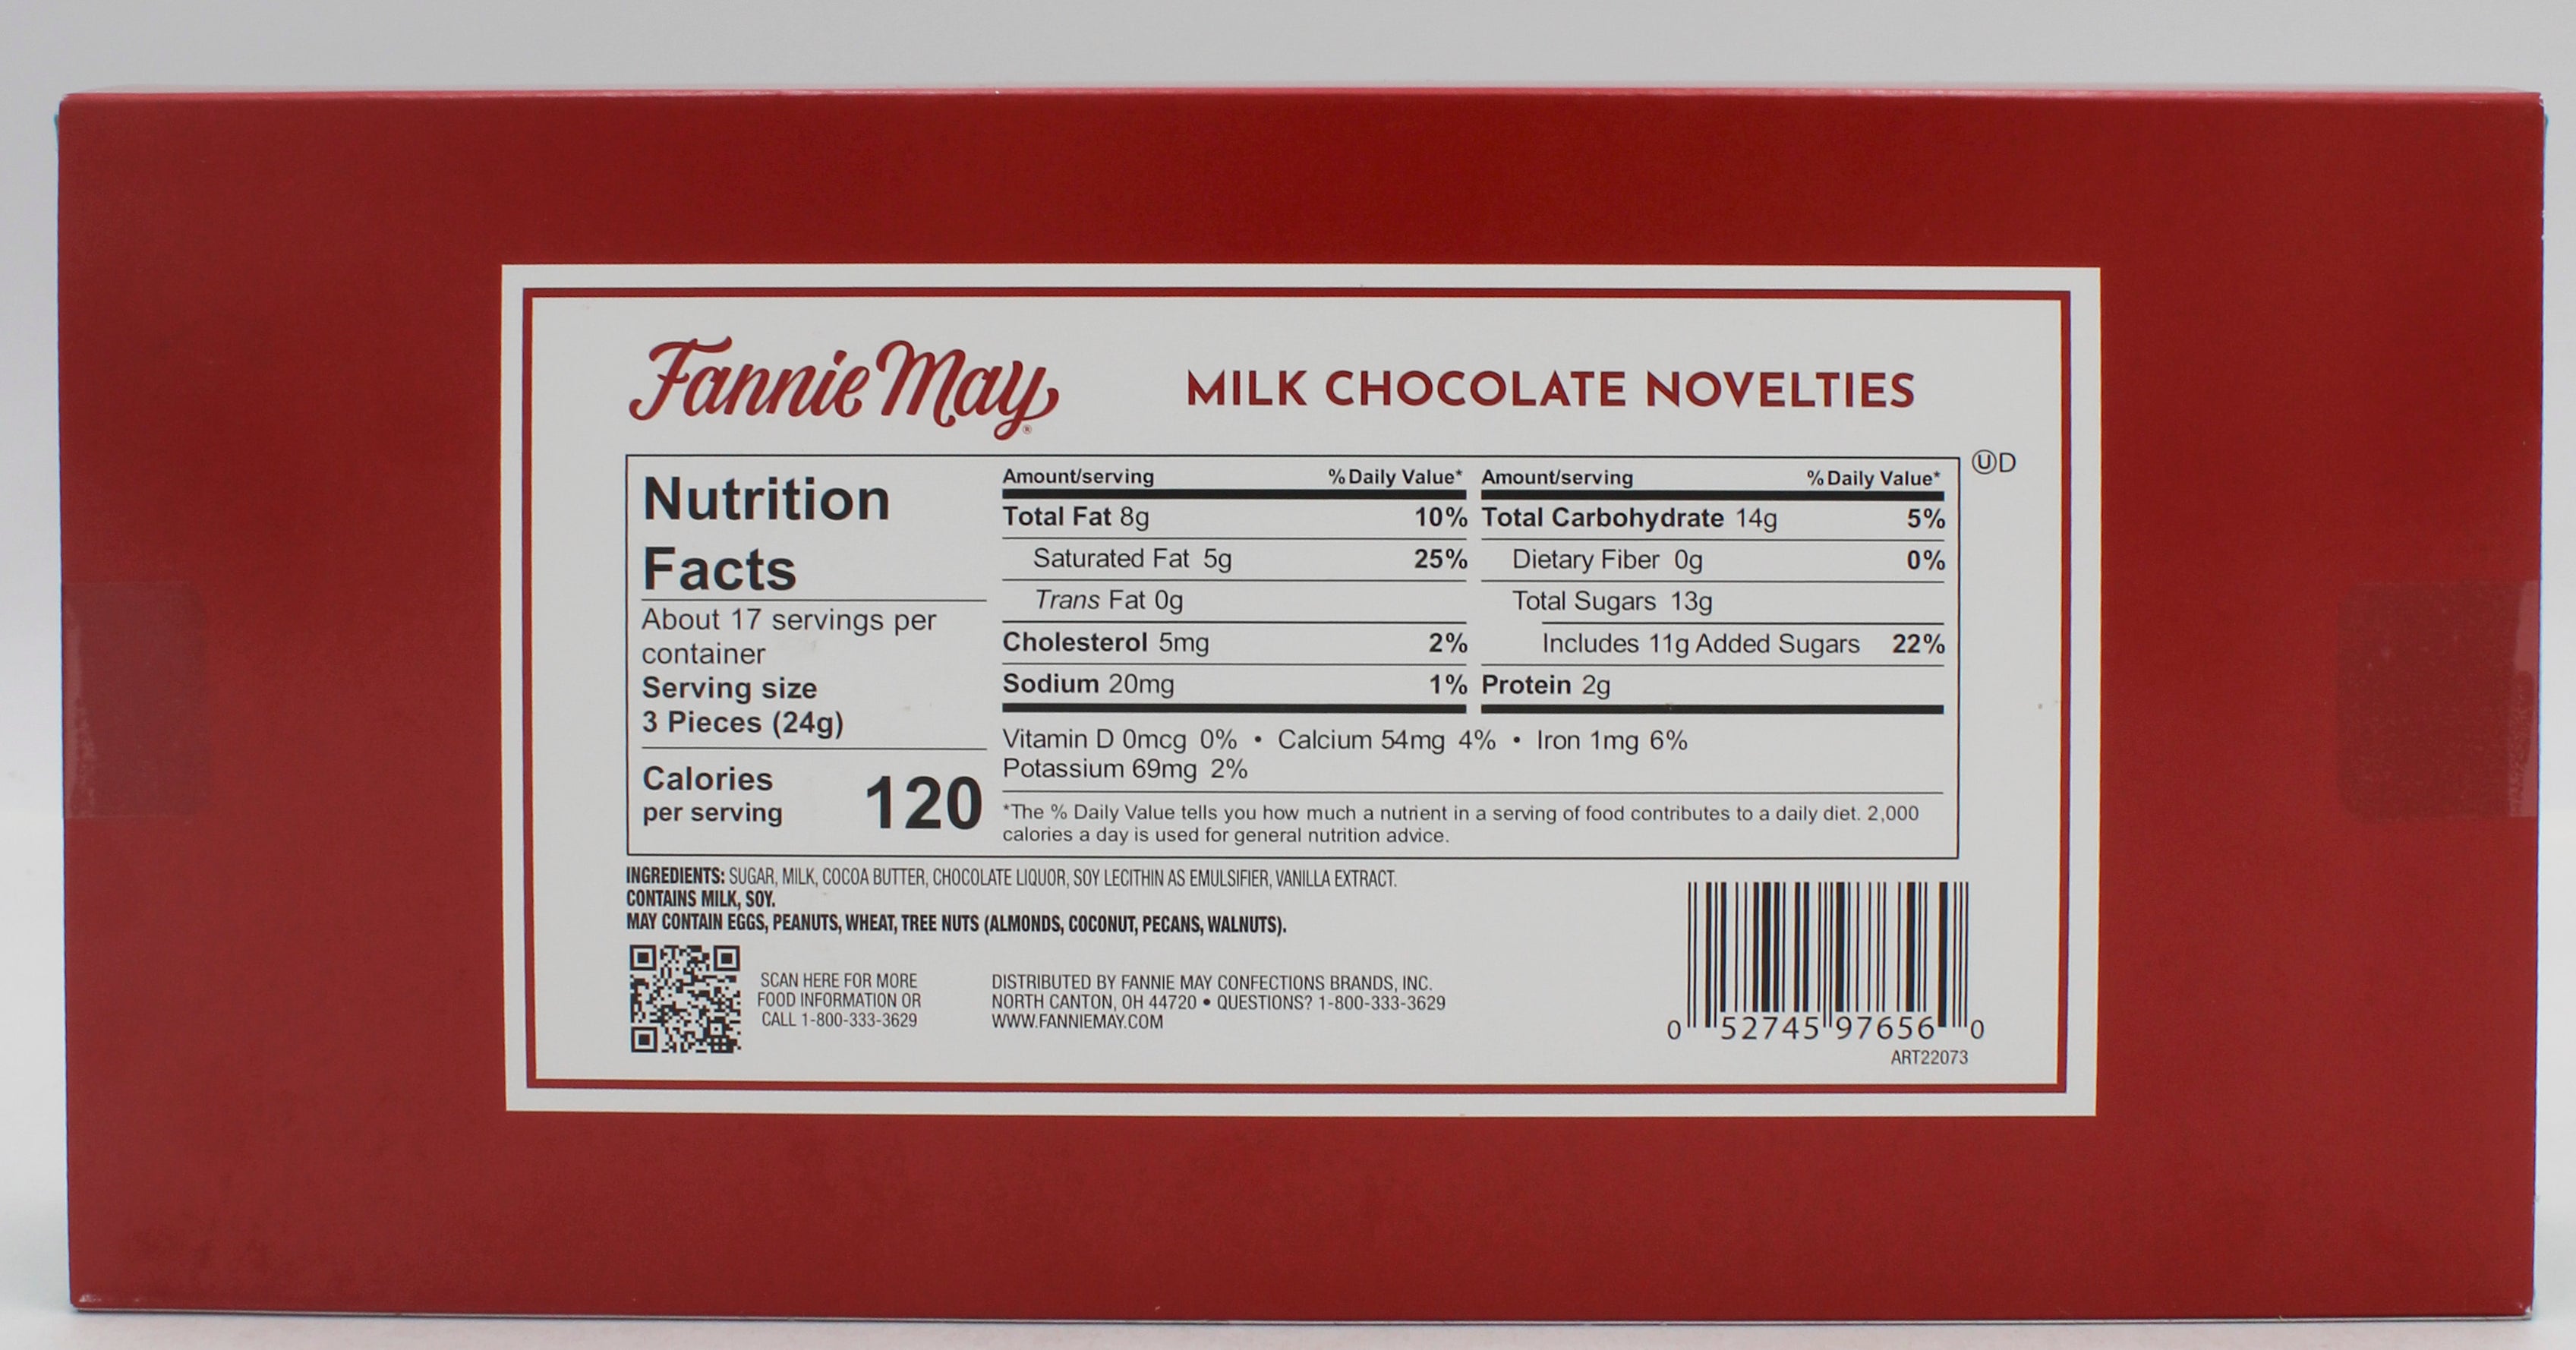 Fannie May®
MILK CHOCOLATE NOVELTIES
Nutrition
Facts
About 17 servings per
container
Serving size
3 Pieces (24g)
Calories
per serving
120
Amount/serving % Daily Value*
Total Fat 8g 10%
Saturated Fat 5g 25%
Trans Fat 0g
Cholesterol 5mg 2%
Sodium 20mg 1%
Amount/serving % Daily Value*
Total Carbohydrate 14g 5%
Dietary Fiber 0g 0%
Total Sugars 13g
Includes 11g Added Sugars 22%
Protein 2g
Vitamin D 0mcg 0% • Calcium 54mg 4% • Iron 1mg 6%
Potassium 69mg 2%
*The % Daily Value tells you how much a nutrient in a serving of food contributes to a daily diet. 2,000
calories a day is used for general nutrition advice.
ⓊD
INGREDIENTS: SUGAR, MILK, COCOA BUTTER, CHOCOLATE LIQUOR, SOY LECITHIN AS EMULSIFIER, VANILLA EXTRACT.
CONTAINS MILK, SOY.
MAY CONTAIN EGGS, PEANUTS, WHEAT, TREE NUTS (ALMONDS, COCONUT, PECANS, WALNUTS).
SCAN HERE FOR MORE
FOOD INFORMATION OR
CALL 1-800-333-3629
DISTRIBUTED BY FANNIE MAY CONFECTIONS BRANDS, INC.
NORTH CANTON, OH 44720 • QUESTIONS? 1-800-333-3629
WWW.FANNIEMAY.COM
0 52745 97656 0
ART22073